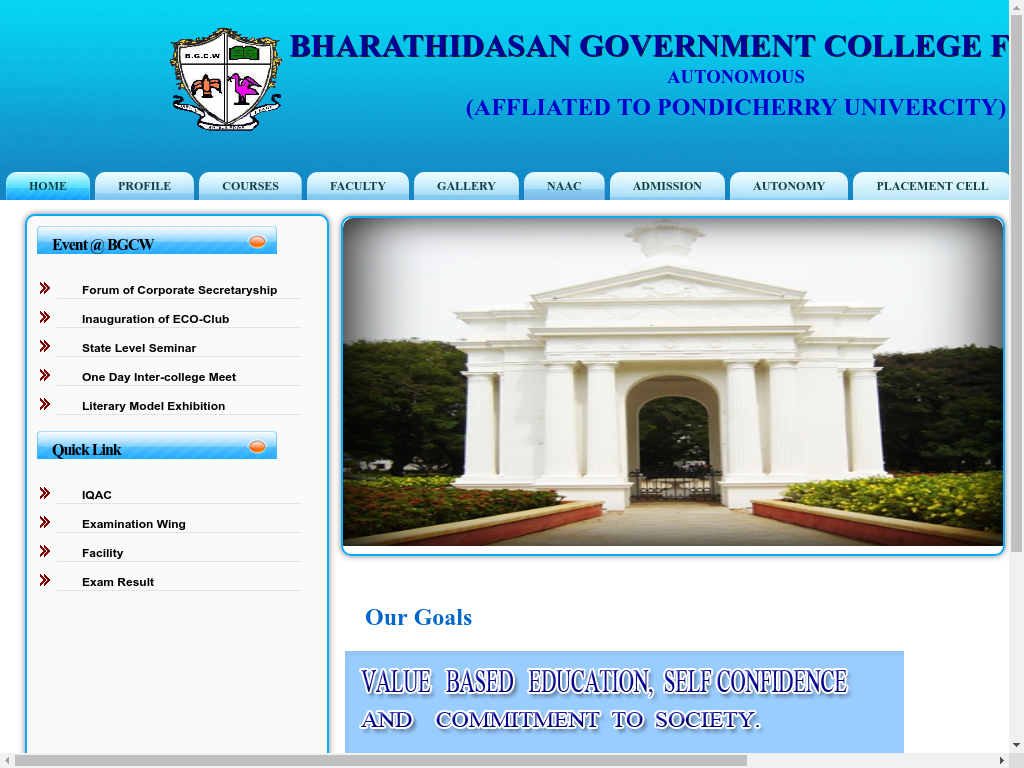 B.G.C.W
BHARATHIDASAN GOVERNMENT COLLEGE F
AUTONOMOUS
(AFFLIATED TO PONDICHERRY UNIVERCITY)
HOME PROFILE COURSES FACULTY GALLERY NAAC ADMISSION AUTONOMY PLACEMENT CELL
Event @ BGCW
Forum of Corporate Secretaryship
Inauguration of ECO-Club
State Level Seminar
One Day Inter-college Meet
Literary Model Exhibition
Quick Link
IQAC
Examination Wing
Facility
Exam Result
Our Goals
VALUE BASED EDUCATION, SELF CONFIDENCE
AND COMMITMENT TO SOCIETY.